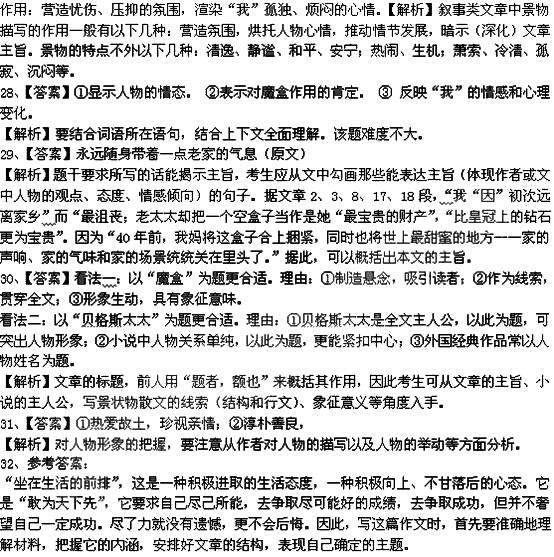 作用：营造忧伤、压抑的氛围，渲染“我”孤独、烦闷的心情。【解析】叙事类文章中景物
描写的作用一般有以下几种：营造氛围，烘托人物心情，推动情节发展，暗示（深化）文章
主旨。景物的特点不外以下几种：清逸、静谧、和平、安宁；热闹、生机；萧索、冷清、孤
寂、沉闷等。
28、【答案】①显示人物的情态。 ②表示对魔盒作用的肯定。 ③ 反映“我”的情感和心理
变化。
【解析】要结合词语所在语句，结合上下文全面理解。该题难度不大。
29、【答案】永远随身带着一点老家的气息（原文）
【解析】题干要求所写的话能揭示主旨，考生应从文中勾画那些能表达主旨（体现作者或文
中人物的观点、态度、情感倾向）的句子。据文章 2、3、8、17、18 段，“我“因”初次远
离家乡”而“最沮丧；老太太却把一个空盒子当作是她“最宝贵的财产”，“比皇冠上的钻石
更为宝贵”。因为“40 年前，我妈将这盒子合上捆紧，同时也将世上最甜蜜的地方——家的
声响、家的气味和家的场景统统关在里头了。”据此，可以概括出本文的主旨。
30、【答案】看法一：以“魔盒”为题更合适。理由：①制造悬念，吸引读者；②作为线索，
贯穿全文；③形象生动，具有象征意味。
看法二：以“贝格斯太太”为题更合适。理由：①贝格斯太太是全文主人公，以此为题，可
突出人物形象；②小说中人物关系单纯，以此为题，更能紧扣中心；③外国经典作品常以人
物姓名为题。
【解析】文章的标题，前人用“题者，额也”来概括其作用，因此考生可从文章的主旨、小
说的主人公，写景状物散文的线索（结构和行文）、象征意义等角度入手。
31、【答案】①热爱故土，珍视亲情；②淳朴善良，
【解析】对人物形象的把握，要注意从作者对人物的描写以及人物的举动等方面分析。
32、参考答案：
“坐在生活的前排”，这是一种积极进取的生活态度，一种积极向上、不甘落后的心态。它
是“敢为天下先”，它要求自己尽己所能，去争取尽可能好的成绩，去争取成功，但并不奢
望自己一定成功。尽了力就没有遗憾，更不会后悔。因此，写这篇作文时，首先要准确地理
解材料，把握它的内涵，安排好文章的结构，表现自己确定的主题。